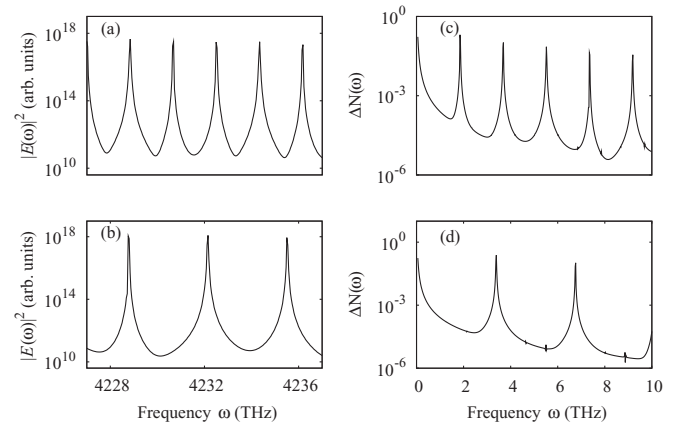 (a)
|E(ω)|² (arb. units)
10¹⁸
10¹⁴
10¹⁰
(c)
ΔN(ω)
10⁰
10⁻³
10⁻⁶
(b)
|E(ω)|² (arb. units)
10¹⁸
10¹⁴
10¹⁰
4228 4232 4236
Frequency ω (THz)
(d)
ΔN(ω)
10⁰
10⁻³
10⁻⁶
0 2 4 6 8 10
Frequency ω (THz)